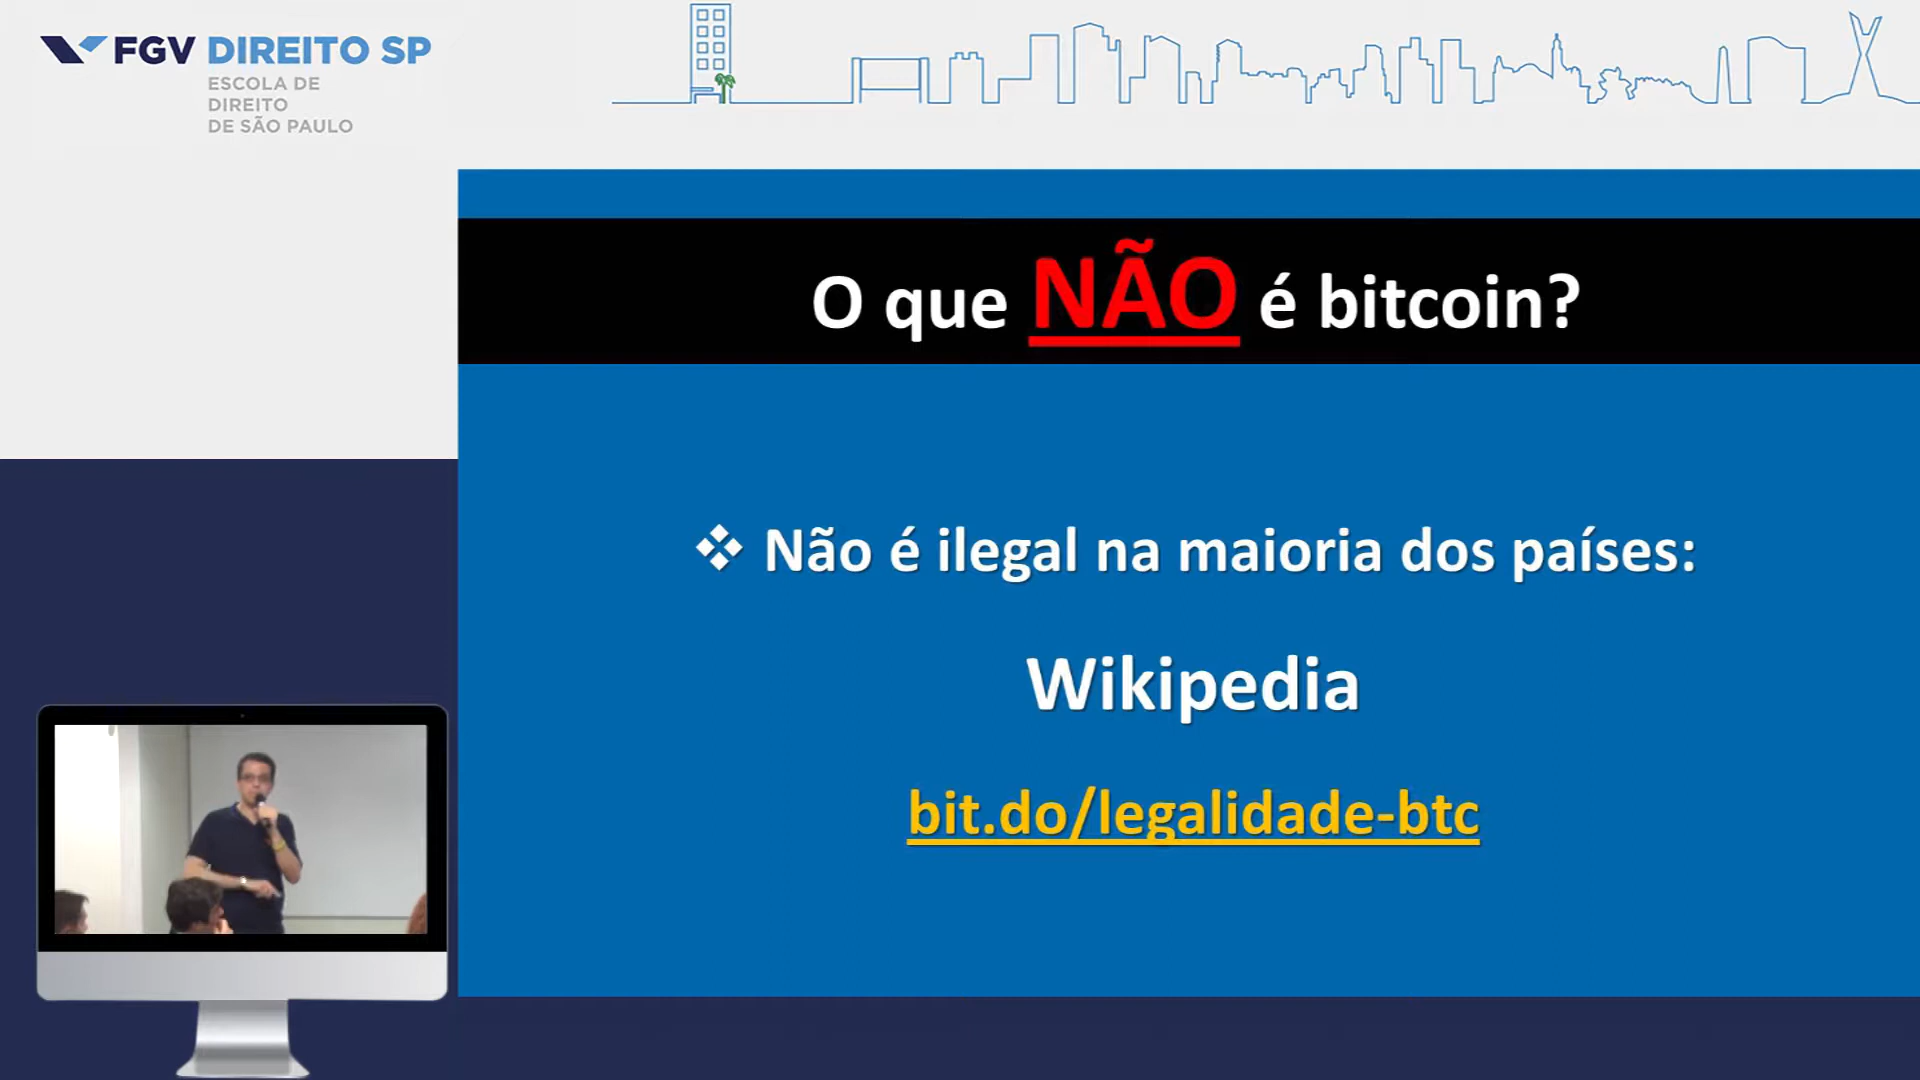 FGV DIREITO SP
ESCOLA DE
DIREITO
DE SÃO PAULO
O que NÃO é bitcoin?
❖ Não é ilegal na maioria dos países:
Wikipedia
bit.do/legalidade-btc